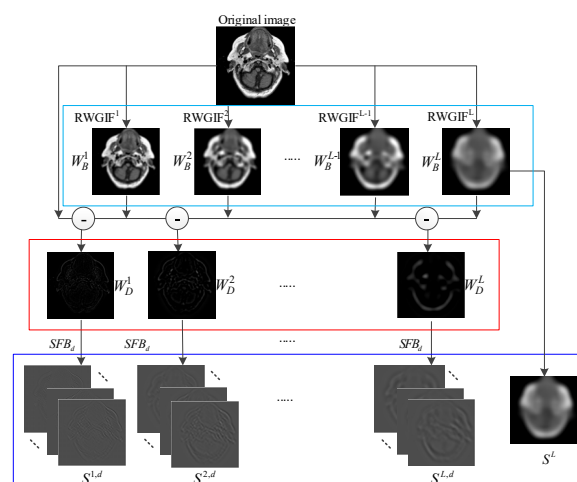 Original image
RWGIF^1 RWGIF^2 RWGIF^{L-1} RWGIF^L
W_B^1 W_B^2 ..... W_B^{L-1} W_B^L
- - -
W_D^1 W_D^2 ..... W_D^L
SFB_d SFB_d ..... SFB_d
.....
S^{1,d} S^{2,d} S^{L,d} S^L